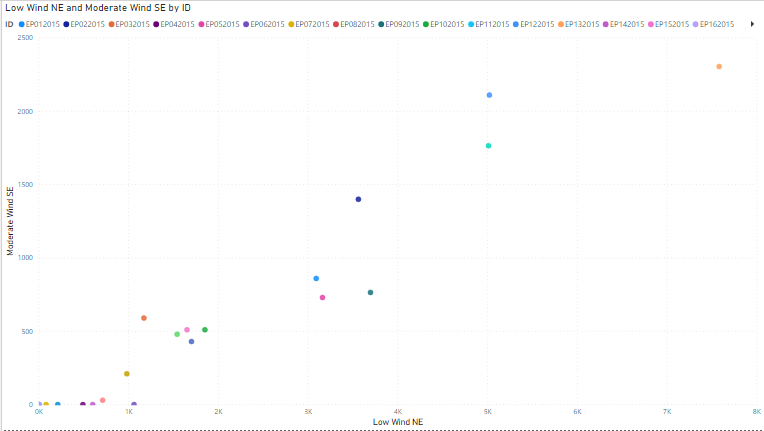 Low Wind NE and Moderate Wind SE by ID
ID EP012015 EP022015 EP032015 EP042015 EP052015 EP062015 EP072015 EP082015 EP092015 EP102015 EP112015 EP122015 EP132015 EP142015 EP152015 EP162015
2500
2000
1500
1000
500
0
Moderate Wind SE
0K 1K 2K 3K 4K 5K 6K 7K 8K
Low Wind NE